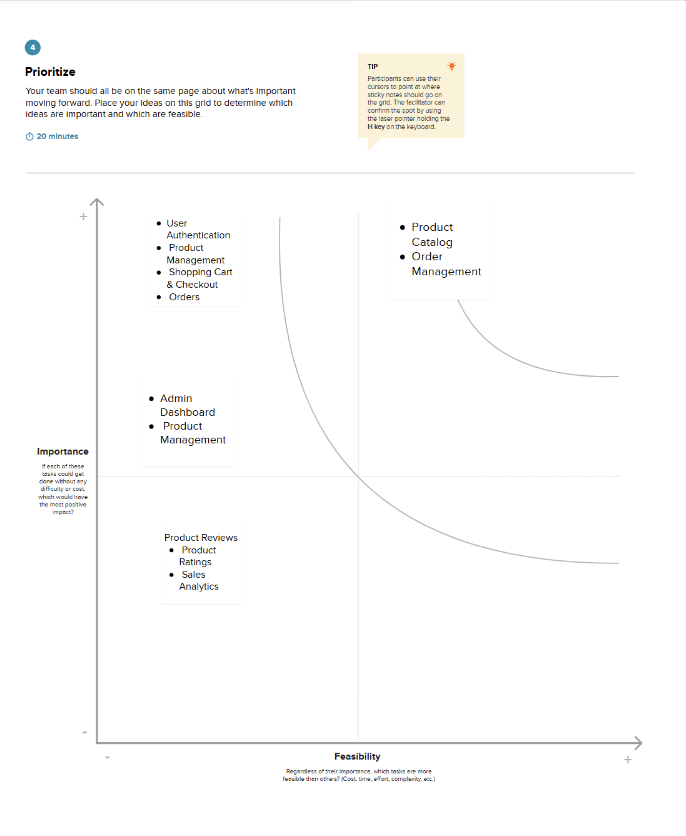 4
Prioritize
Your team should all be on the same page about what's important
moving forward. Place your ideas on this grid to determine which
ideas are important and which are feasible.
20 minutes
TIP
Participants can use their
cursors to point at where
sticky notes should go on
the grid. The facilitator can
confirm the spot by using
the laser pointer holding the
H key on the keyboard.
+
• User
Authentication
• Product
Management
• Shopping Cart
& Checkout
• Orders
• Product
Catalog
• Order
Management
• Admin
Dashboard
• Product
Management
Importance
If each of these
tasks could get
done without any
difficulty or cost,
which would have
the most positive
impact?
Product Reviews
• Product
Ratings
• Sales
Analytics
-
-
Feasibility
+
Regardless of their importance, which tasks are more
feasible than others? (Cost, time, effort, complexity, etc.)